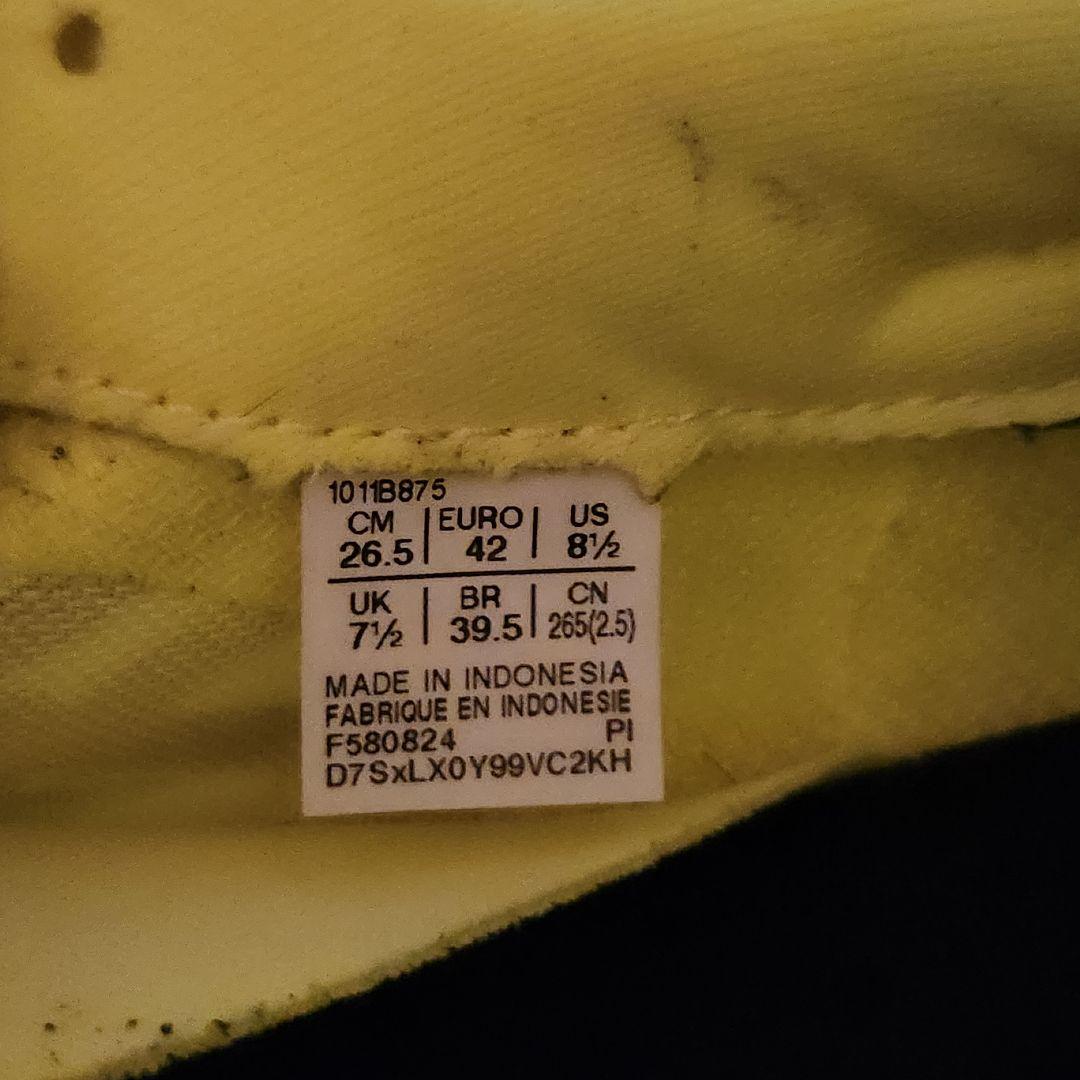 1011B875
CM EURO US
26.5 42 8½
UK BR CN
7½ 39.5 265(2.5)
MADE IN INDONESIA
FABRIQUE EN INDONESIE
F580824 PI
D7SxLX0Y99VC2KH